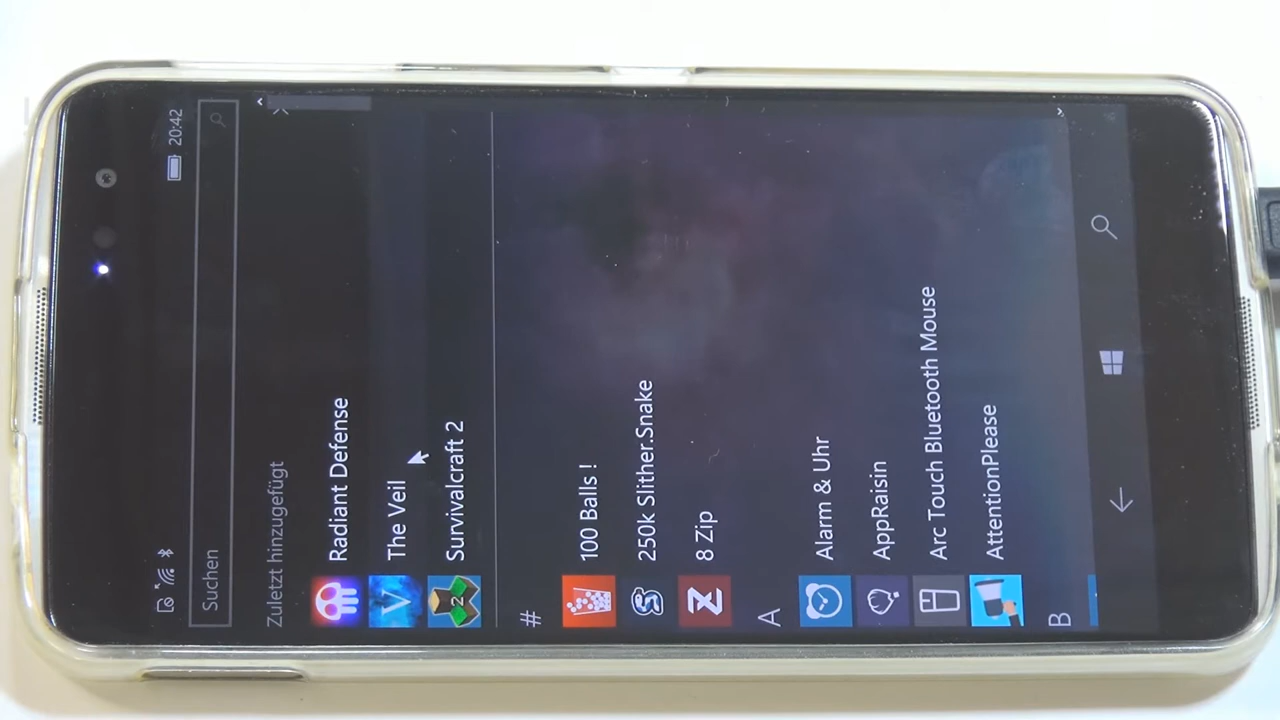 20:42
Suchen
Zuletzt hinzugefügt
Radiant Defense
The Veil
Survivalcraft 2
#
100 Balls !
250k Slither.Snake
8 Zip
A
Alarm & Uhr
AppRaisin
Arc Touch Bluetooth Mouse
AttentionPlease
B